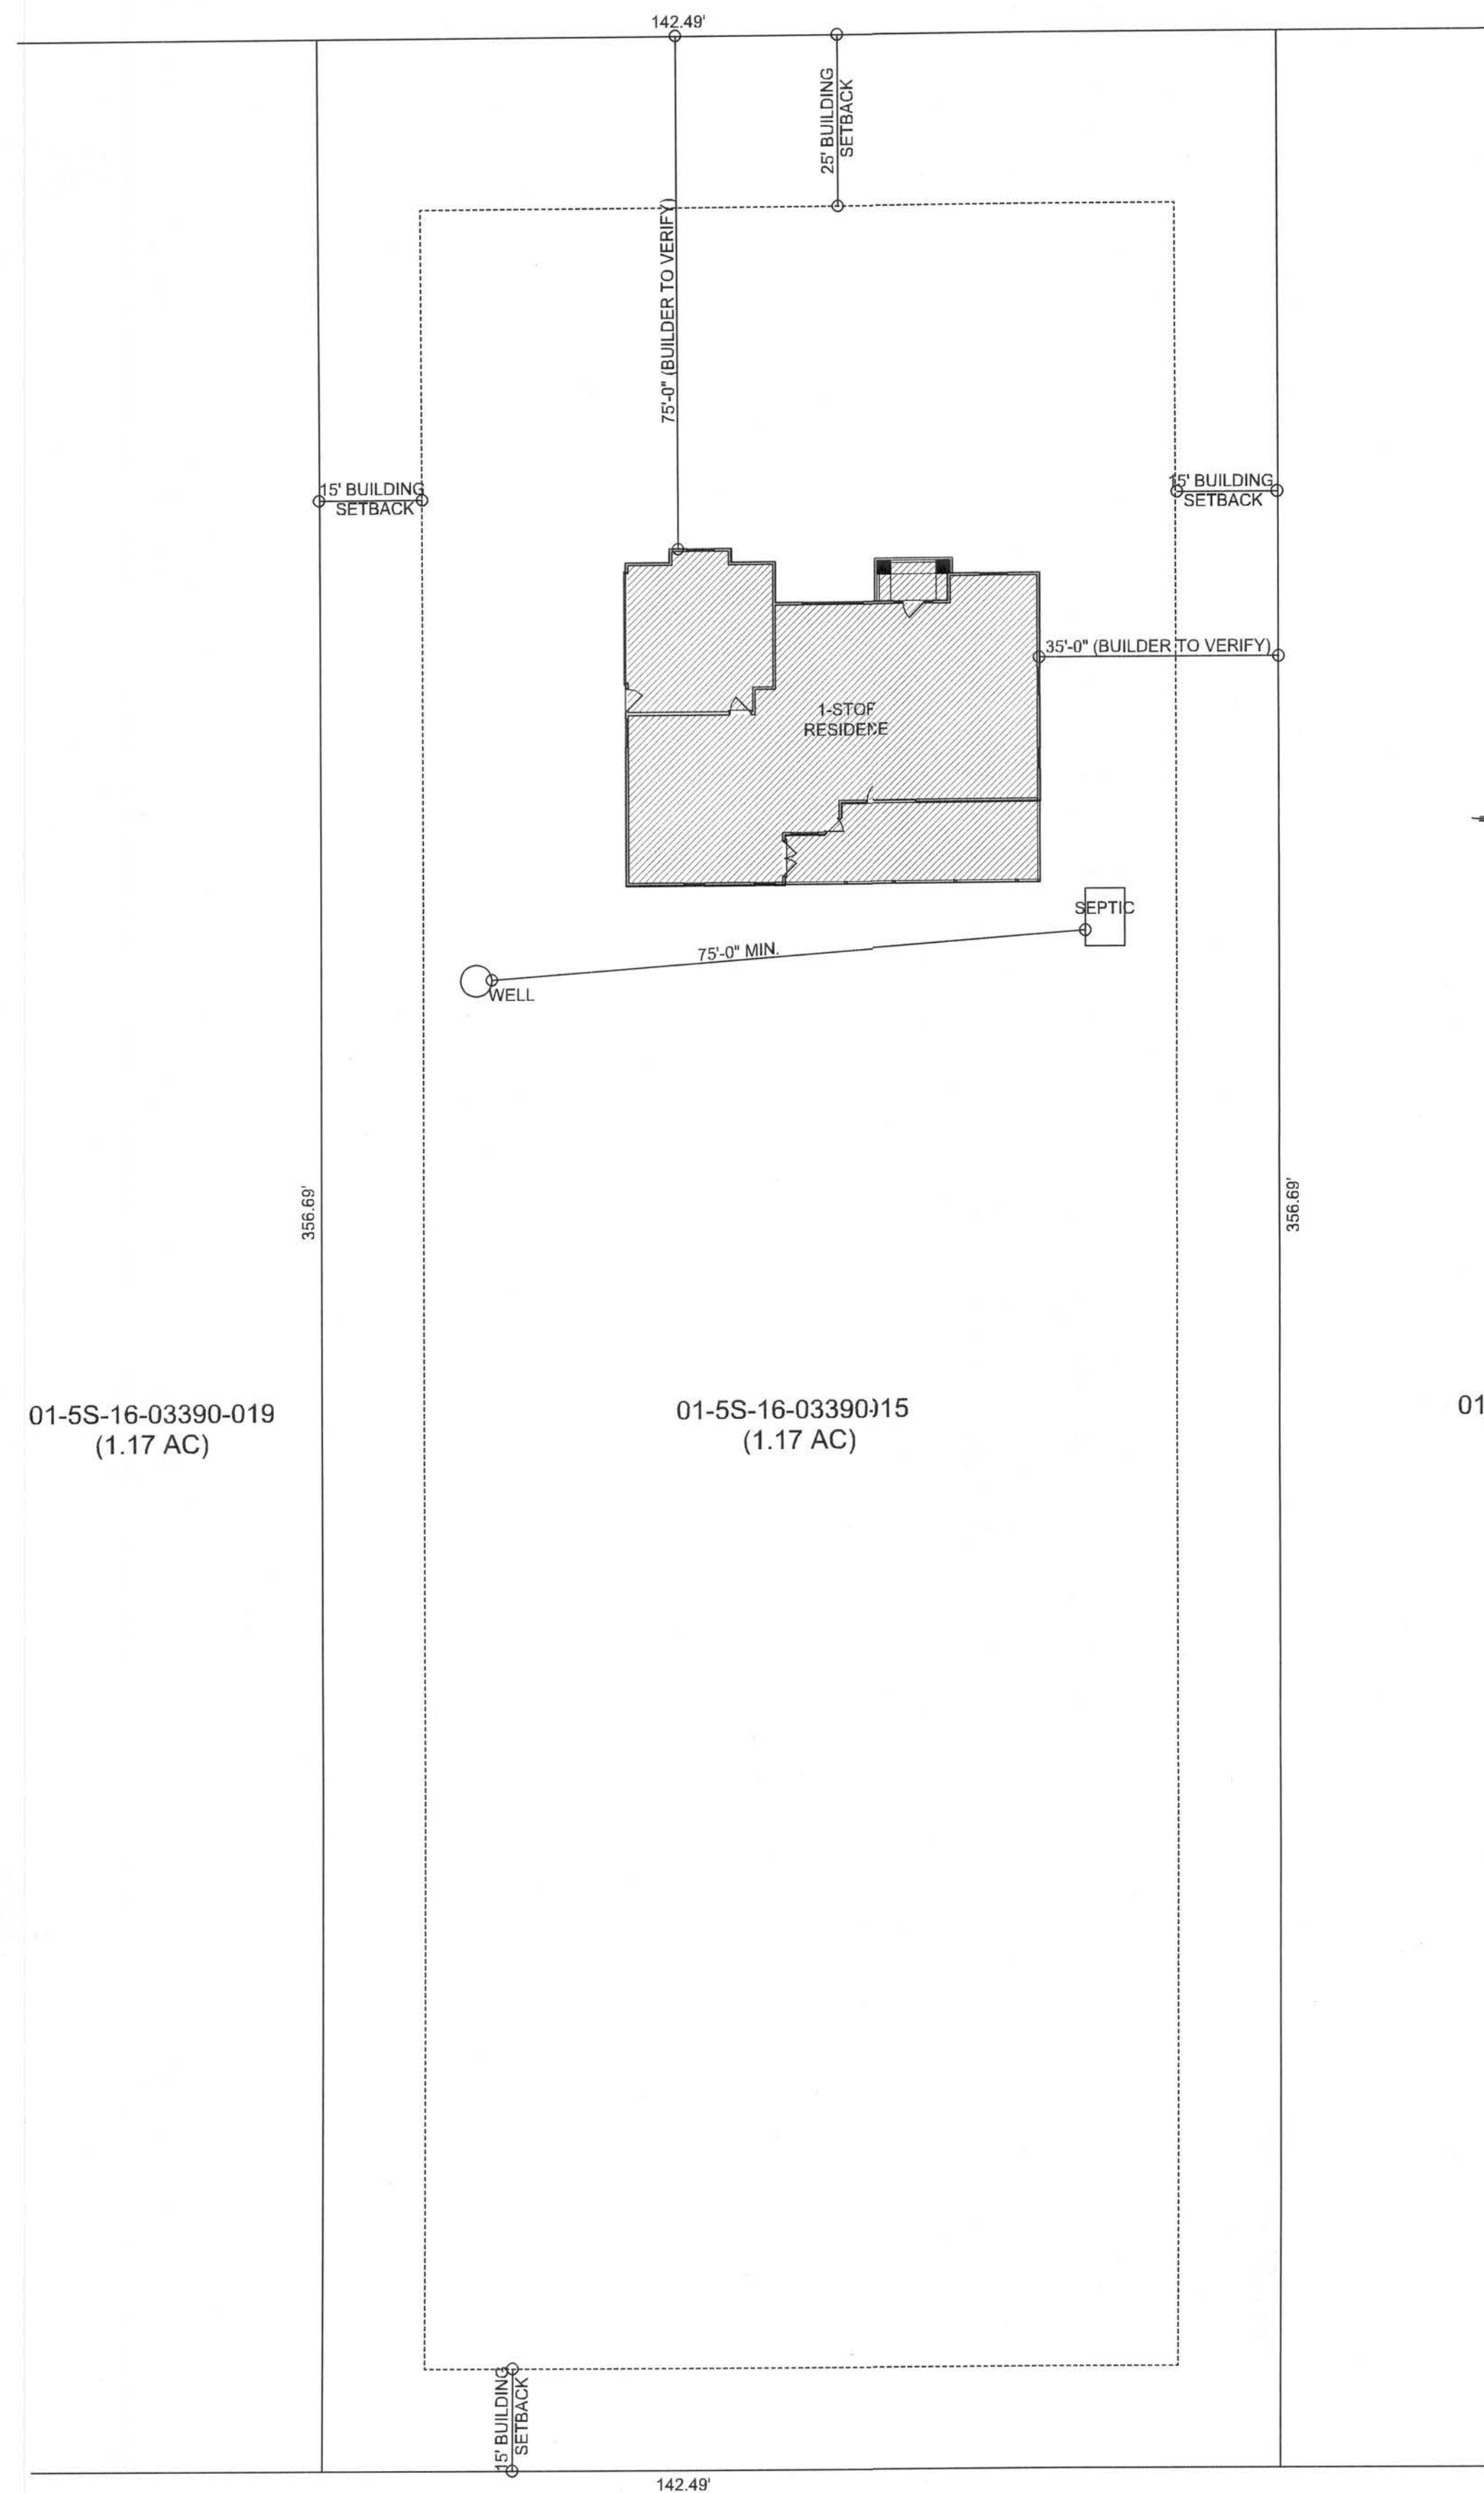 142.49'
25' BUILDING
SETBACK
75'-0" (BUILDER TO VERIFY)
15' BUILDING
SETBACK
15' BUILDING
SETBACK
35'-0" (BUILDER TO VERIFY)
1-STOF
RESIDENE
SEPTIC
75'-0" MIN.
WELL
356.69'
356.69'
01-5S-16-03390-019
(1.17 AC)
01-5S-16-03390-15
(1.17 AC)
01
15' BUILDING
SETBACK
142.49'